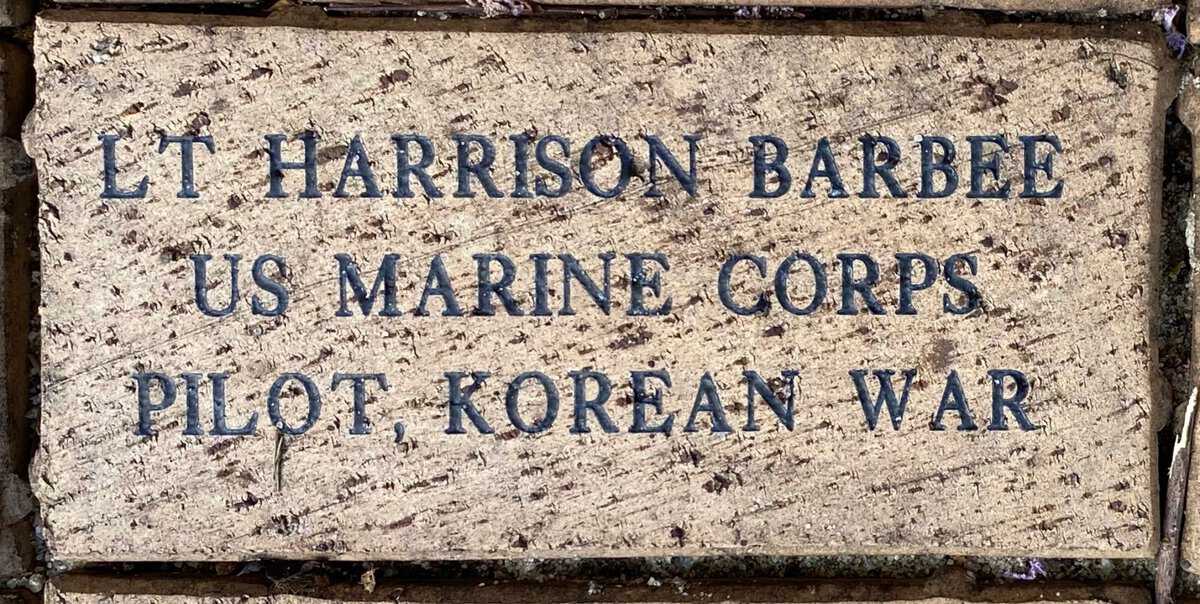 LT HARRISON BARBEE
US MARINE CORPS
PILOT, KOREAN WAR